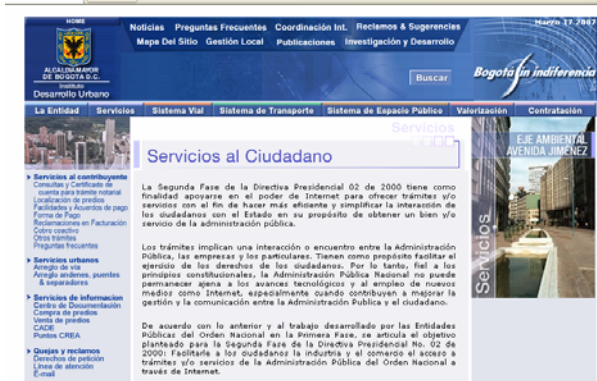 HOME
Noticias Preguntas Frecuentes Coordinación Int. Reclamos & Sugerencias
Marzo 17 2007
Mapa Del Sitio Gestión Local Publicaciones Investigación y Desarrollo
ALCALDIA MAYOR
DE BOGOTA D.C.
Instituto
Desarrollo Urbano
Buscar
Bogotá sin indiferencia
La Entidad Servicios Sistema Vial Sistema de Transporte Sistema de Espacio Público Valorización Contratación
Servicios
Servicios al Ciudadano
EJE AMBIENTAL
AVENIDA JIMENEZ
Servicios
Servicios al contribuyente
Consultas y Certificado de
cuenta para trámite notarial
Localización de predios
Facilidades y Acuerdos de pago
Forma de Pago
Reclamaciones en Facturación
Cobro coactivo
Otros trámites
Preguntas frecuentes
Servicios urbanos
Arreglo de vía
Arreglo andenes, puentes
& separadores
Servicios de informacion
Centro de Documentación
Compra de predios
Venta de predios
CADE
Puntos CREA
Quejas y reclamos
Derechos de petición
Línea de atención
E-mail
La Segunda Fase de la Directiva Presidencial 02 de 2000 tiene como
finalidad apoyarse en el poder de Internet para ofrecer trámites y/o
servicios con el fin de hacer más eficiente y simplificar la interacción de
los ciudadanos con el Estado en su propósito de obtener un bien y/o
servicio de la administración pública.
Los trámites implican una interacción o encuentro entre la Administración
Pública, las empresas y los particulares. Tienen como propósito facilitar el
ejercicio de los derechos de los ciudadanos. Por lo tanto, fiel a los
principios constitucionales, la Administración Pública Nacional no puede
permanecer ajena a los avances tecnológicos y al empleo de nuevos
medios como Internet, especialmente cuando contribuyen a mejorar la
gestión y la comunicación entre la Administración Publica y el ciudadano.
De acuerdo con lo anterior y al trabajo desarrollado por las Entidades
Públicas del Orden Nacional en la Primera Fase, se articula el objetivo
planteado para la Segunda Fase de la Directiva Presidencial No. 02 de
2000: Facilitarle a los ciudadanos la industria y el comercio el acceso a
trámites y/o servicios de la Administración Pública del Orden Nacional a
través de Internet.